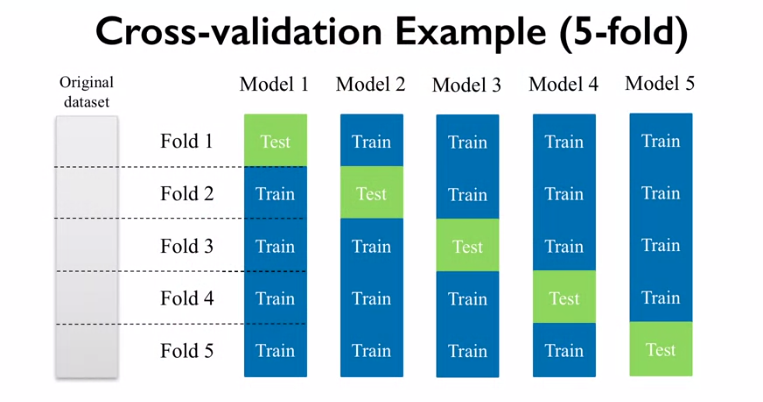 Cross-validation Example (5-fold)
Original
dataset
Model 1 Model 2 Model 3 Model 4 Model 5
Fold 1 Test Train Train Train Train
Fold 2 Train Test Train Train Train
Fold 3 Train Train Test Train Train
Fold 4 Train Train Train Test Train
Fold 5 Train Train Train Train Test